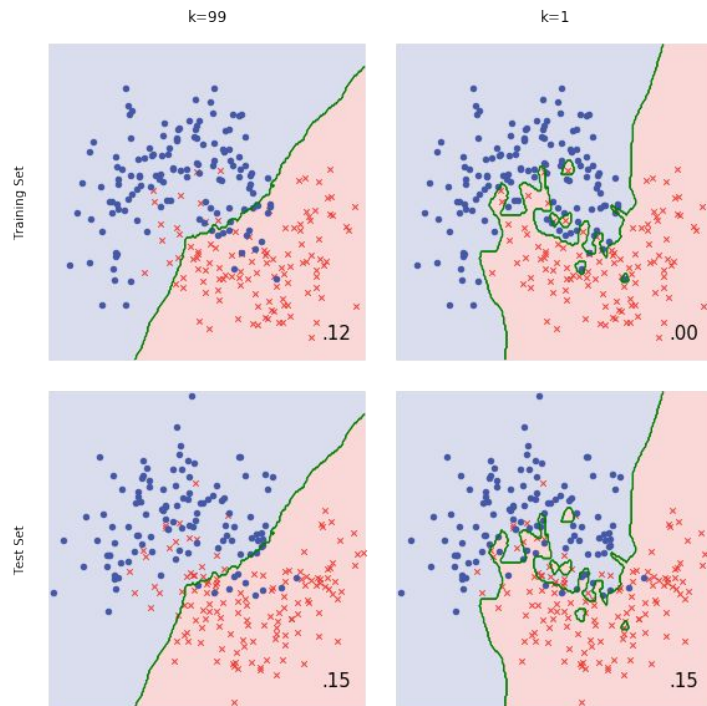 k=99
k=1
Training Set
.12
.00
Test Set
.15
.15